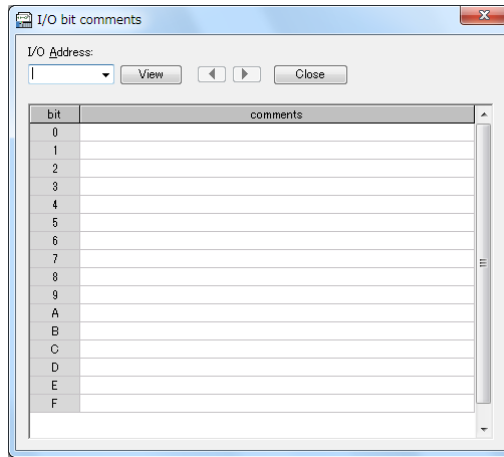 I/O bit comments
I/O Address:
View Close
bit comments
0
1
2
3
4
5
6
7
8
9
A
B
C
D
E
F